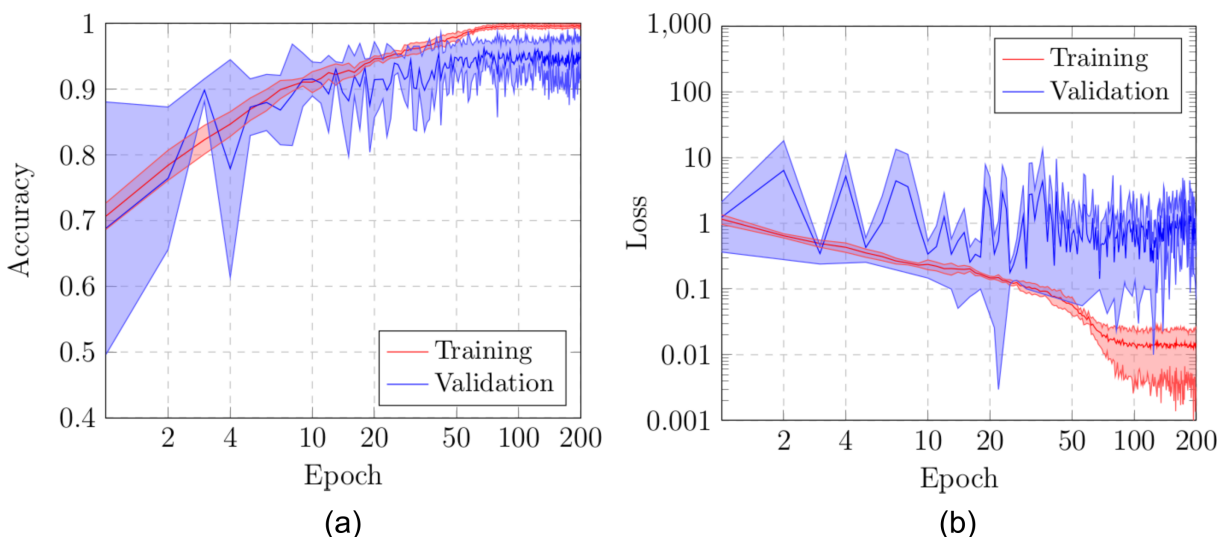 1
0.9
0.8
0.7
0.6
0.5
0.4
Accuracy
2 4 10 20 50 100 200
Epoch
Training
Validation
(a)
1,000
100
10
1
0.1
0.01
0.001
Loss
2 4 10 20 50 100 200
Epoch
Training
Validation
(b)